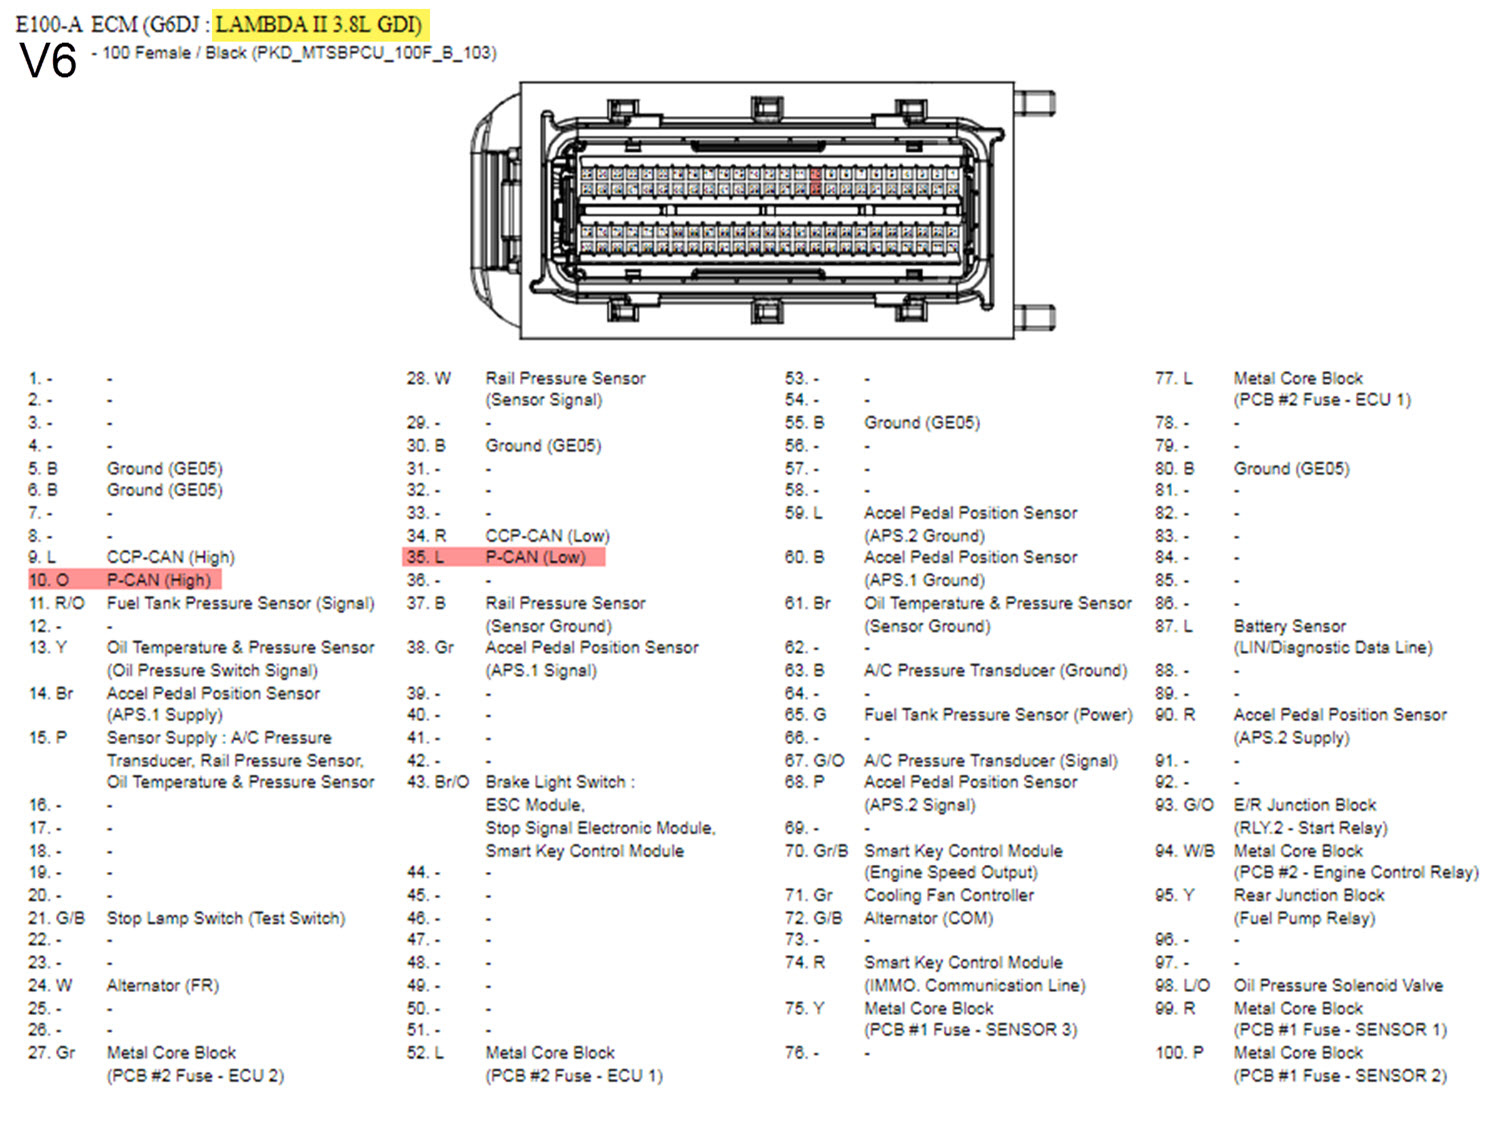 E100-A ECM (G6DJ : LAMBDA II 3.8L GDI)
V6 - 100 Female / Black (PKD_MTSBPCU_100F_B_103)
1. - -
2. - -
3. - -
4. - -
5. B Ground (GE05)
6. B Ground (GE05)
7. - -
8. - -
9. L CCP-CAN (High)
10. O P-CAN (High)
11. R/O Fuel Tank Pressure Sensor (Signal)
12. - -
13. Y Oil Temperature & Pressure Sensor
(Oil Pressure Switch Signal)
14. Br Accel Pedal Position Sensor
(APS.1 Supply)
15. P Sensor Supply : A/C Pressure
Transducer, Rail Pressure Sensor,
Oil Temperature & Pressure Sensor
16. - -
17. - -
18. - -
19. - -
20. - -
21. G/B Stop Lamp Switch (Test Switch)
22. - -
23. - -
24. W Alternator (FR)
25. - -
26. - -
27. Gr Metal Core Block
(PCB #2 Fuse - ECU 2)
28. W Rail Pressure Sensor
(Sensor Signal)
29. - -
30. B Ground (GE05)
31. - -
32. - -
33. - -
34. R CCP-CAN (Low)
35. L P-CAN (Low)
36. - -
37. B Rail Pressure Sensor
(Sensor Ground)
38. Gr Accel Pedal Position Sensor
(APS.1 Signal)
39. - -
40. - -
41. - -
42. - -
43. Br/O Brake Light Switch :
ESC Module,
Stop Signal Electronic Module,
Smart Key Control Module
44. - -
45. - -
46. - -
47. - -
48. - -
49. - -
50. - -
51. - -
52. L Metal Core Block
(PCB #2 Fuse - ECU 1)
53. - -
54. - -
55. B Ground (GE05)
56. - -
57. - -
58. - -
59. L Accel Pedal Position Sensor
(APS.2 Ground)
60. B Accel Pedal Position Sensor
(APS.1 Ground)
61. Br Oil Temperature & Pressure Sensor
(Sensor Ground)
62. - -
63. B A/C Pressure Transducer (Ground)
64. - -
65. G Fuel Tank Pressure Sensor (Power)
66. - -
67. G/O A/C Pressure Transducer (Signal)
68. P Accel Pedal Position Sensor
(APS.2 Signal)
69. - -
70. Gr/B Smart Key Control Module
(Engine Speed Output)
71. Gr Cooling Fan Controller
72. G/B Alternator (COM)
73. - -
74. R Smart Key Control Module
(IMMO. Communication Line)
75. Y Metal Core Block
(PCB #1 Fuse - SENSOR 3)
76. - -
77. L Metal Core Block
(PCB #2 Fuse - ECU 1)
78. - -
79. - -
80. B Ground (GE05)
81. - -
82. - -
83. - -
84. - -
85. - -
86. - -
87. L Battery Sensor
(LIN/Diagnostic Data Line)
88. - -
89. - -
90. R Accel Pedal Position Sensor
(APS.2 Supply)
91. - -
92. - -
93. G/O E/R Junction Block
(RLY.2 - Start Relay)
94. W/B Metal Core Block
(PCB #2 - Engine Control Relay)
95. Y Rear Junction Block
(Fuel Pump Relay)
96. - -
97. - -
98. L/O Oil Pressure Solenoid Valve
99. R Metal Core Block
(PCB #1 Fuse - SENSOR 1)
100. P Metal Core Block
(PCB #1 Fuse - SENSOR 2)